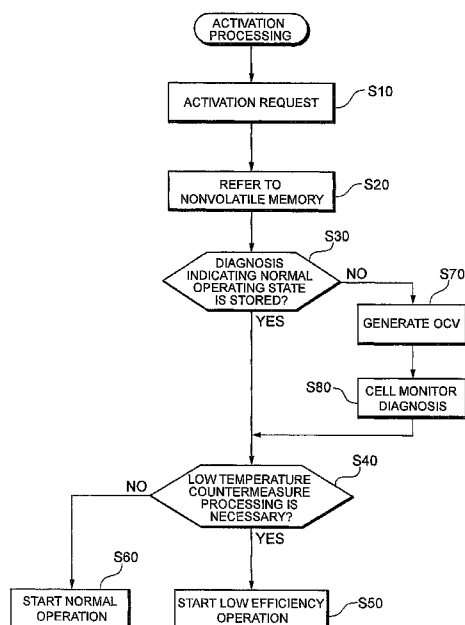 ACTIVATION
PROCESSING
ACTIVATION REQUEST
S10
REFER TO
NONVOLATILE MEMORY
S20
S30
DIAGNOSIS
INDICATING NORMAL
OPERATING STATE
IS STORED?
NO
YES
S70
GENERATE OCV
S80
CELL MONITOR
DIAGNOSIS
S40
LOW TEMPERATURE
COUNTERMEASURE
PROCESSING IS
NECESSARY?
NO
YES
S60
START NORMAL
OPERATION
START LOW EFFICIENCY
OPERATION
S50